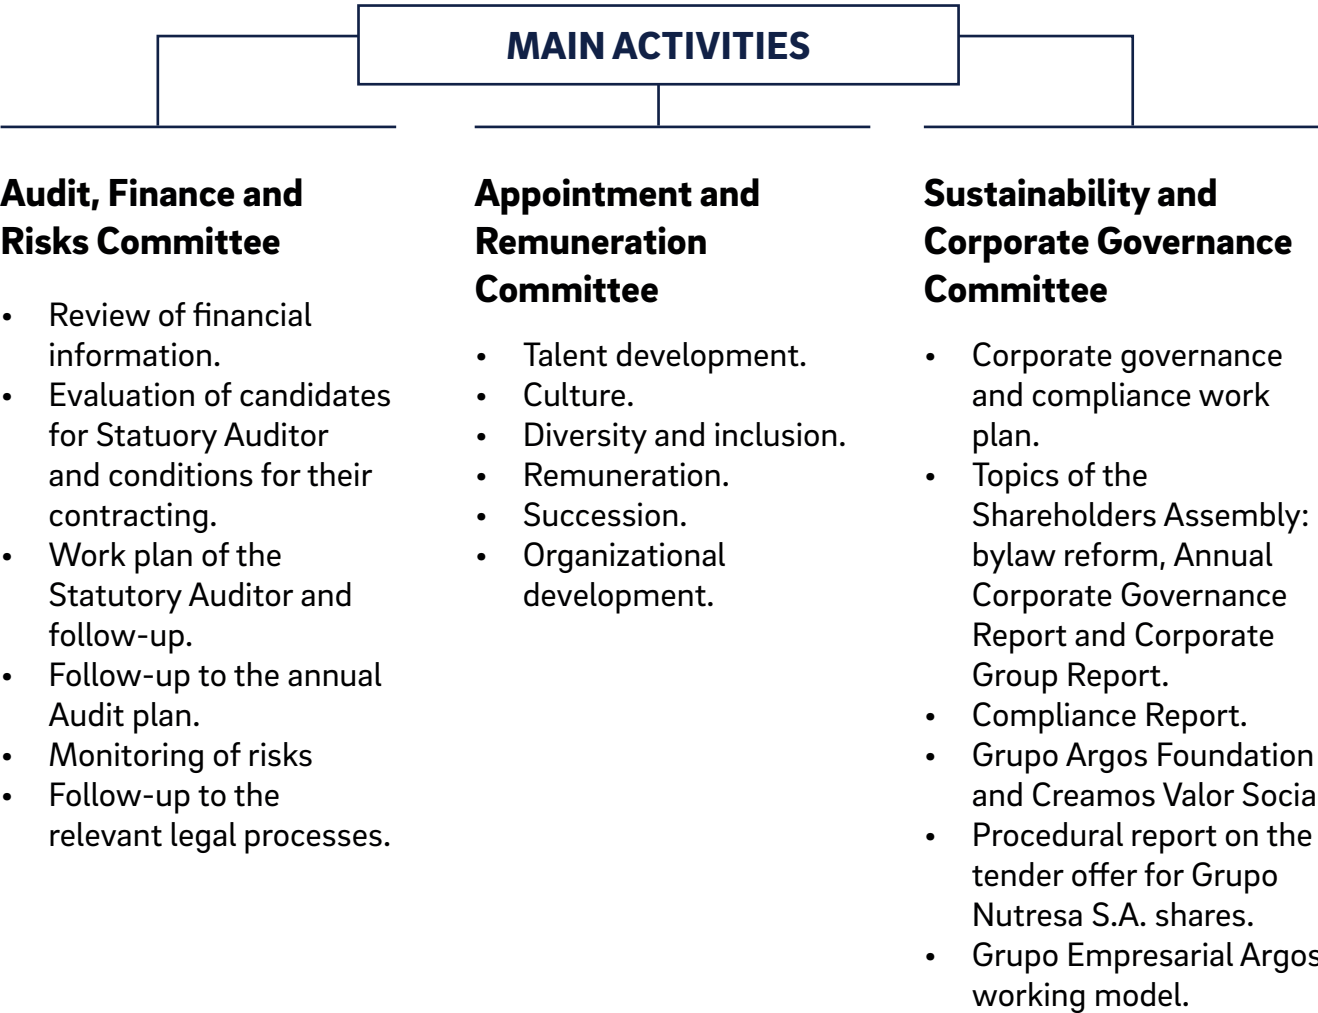 MAIN ACTIVITIES
Audit, Finance and
Risks Committee
• Review of financial
information.
• Evaluation of candidates
for Statuory Auditor
and conditions for their
contracting.
• Work plan of the
Statutory Auditor and
follow-up.
• Follow-up to the annual
Audit plan.
• Monitoring of risks
• Follow-up to the
relevant legal processes.
Appointment and
Remuneration
Committee
• Talent development.
• Culture.
• Diversity and inclusion.
• Remuneration.
• Succession.
• Organizational
development.
Sustainability and
Corporate Governance
Committee
• Corporate governance
and compliance work
plan.
• Topics of the
Shareholders Assembly:
bylaw reform, Annual
Corporate Governance
Report and Corporate
Group Report.
• Compliance Report.
• Grupo Argos Foundation
and Creamos Valor Socia
• Procedural report on the
tender offer for Grupo
Nutresa S.A. shares.
• Grupo Empresarial Argos
working model.